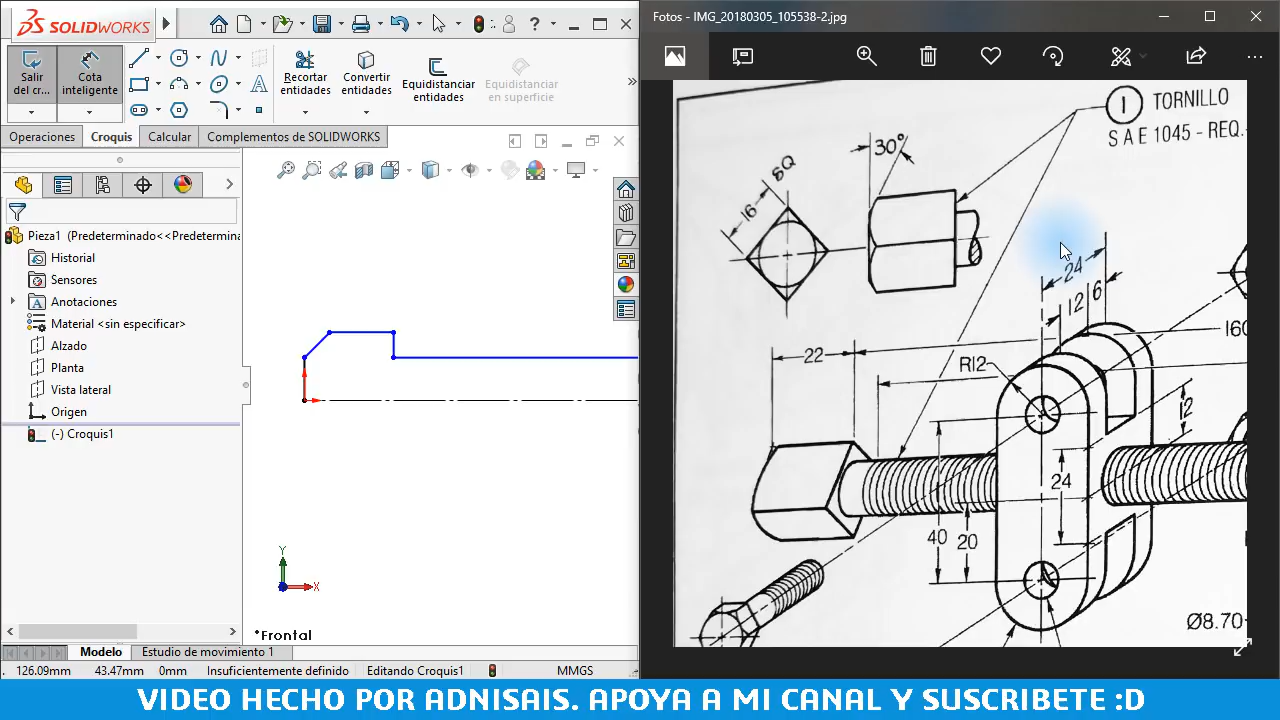 SOLIDWORKS
Salir del cr...
Cota inteligente
Recortar entidades
Convertir entidades
Equidistanciar entidades
Equidistanciar en superficie
Operaciones
Croquis
Calcular
Complementos de SOLIDWORKS
Pieza1 (Predeterminado<<Predetermina
Historial
Sensores
Anotaciones
Material <sin especificar>
Alzado
Planta
Vista lateral
Origen
(-) Croquis1
Y
X
*Frontal
Modelo
Estudio de movimiento 1
126.09mm
43.47mm
0mm
Insuficientemente definido
Editando Croquis1
MMGS
Fotos - IMG_20180305_105538-2.jpg
1 TORNILLO
SAE 1045 - REQ.
30°
16 SQ
24
12
6
160
22
R12
12
24
40
20
Ø8.70
VIDEO HECHO POR ADNISAIS. APOYA A MI CANAL Y SUSCRIBETE :D